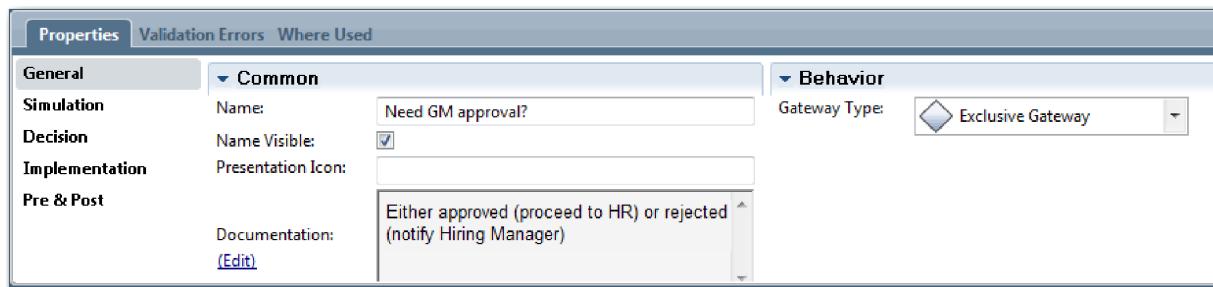 Properties Validation Errors Where Used
General
Simulation
Decision
Implementation
Pre & Post
Common
Name: Need GM approval?
Name Visible:
Presentation Icon:
Documentation:
(Edit)
Either approved (proceed to HR) or rejected
(notify Hiring Manager)
Behavior
Gateway Type: Exclusive Gateway